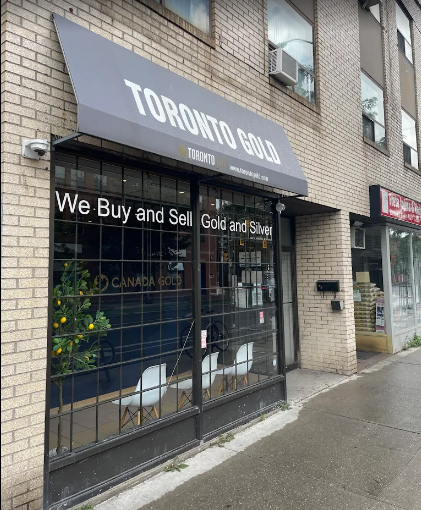 TORONTO GOLD
TORONTO
We Buy and Sell Gold and Silver
CANADA GOLD